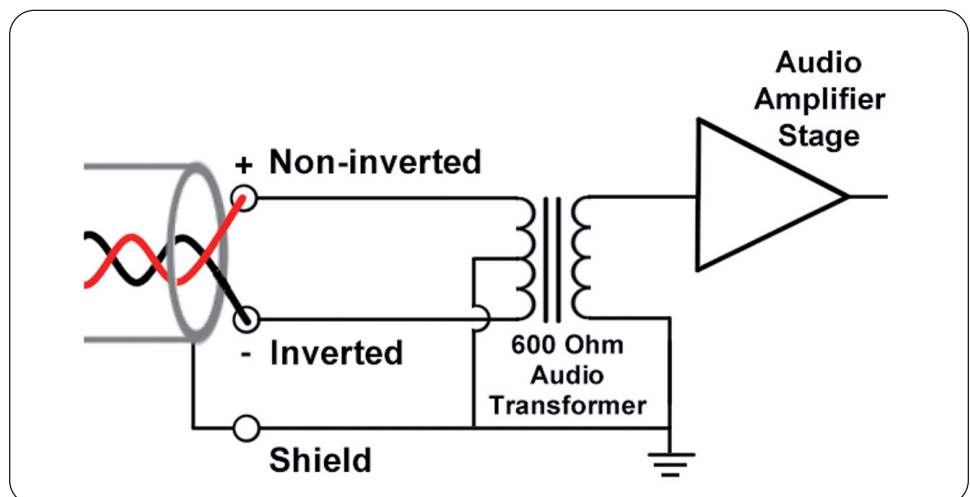 Audio
Amplifier
Stage
+ Non-inverted
- Inverted
600 Ohm
Audio
Transformer
Shield